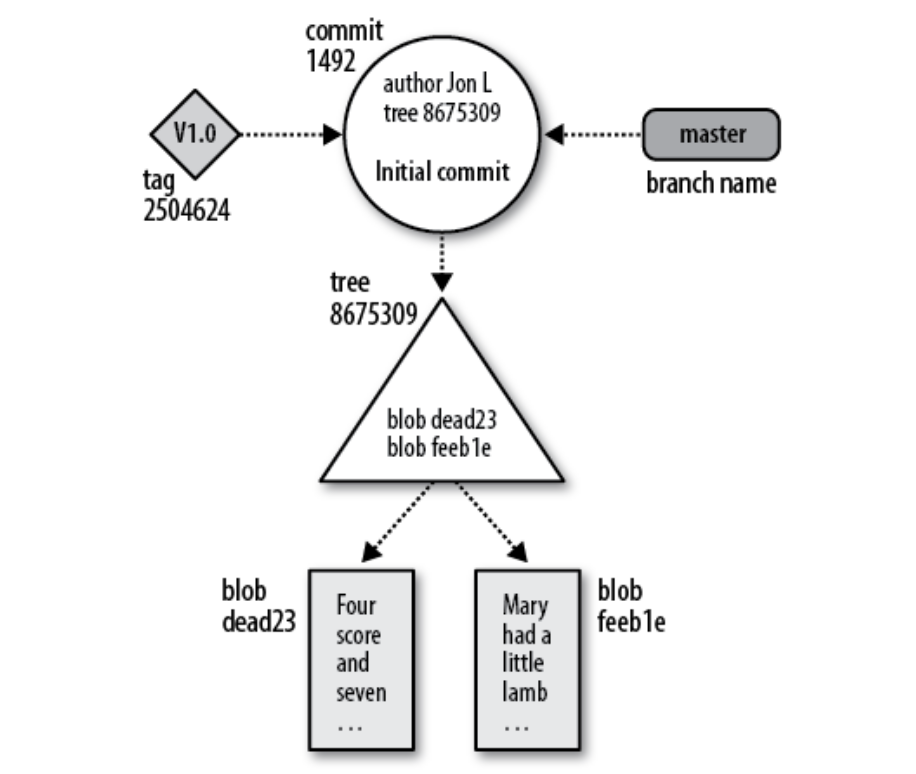 commit
1492
author Jon L
tree 8675309
Initial commit
V1.0
tag
2504624
master
branch name
tree
8675309
blob dead23
blob feeb1e
blob
dead23
Four
score
and
seven
...
Mary
had a
little
lamb
...
blob
feeb1e